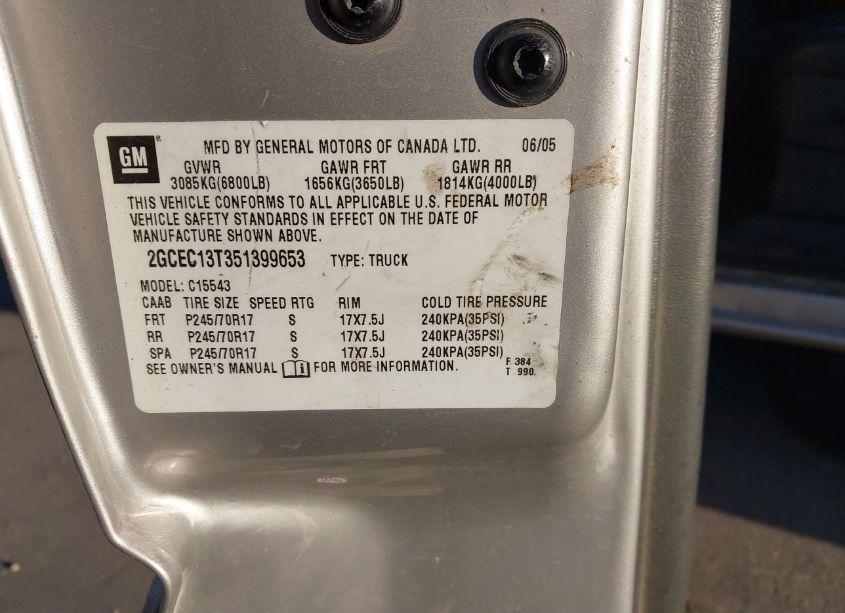 GM ® MFD BY GENERAL MOTORS OF CANADA LTD. 06/05
GVWR GAWR FRT GAWR RR
3085KG(6800LB) 1656KG(3650LB) 1814KG(4000LB)
THIS VEHICLE CONFORMS TO ALL APPLICABLE U.S. FEDERAL MOTOR
VEHICLE SAFETY STANDARDS IN EFFECT ON THE DATE OF
MANUFACTURE SHOWN ABOVE.
2GCEC13T351399653 TYPE: TRUCK
MODEL: C15543
CAAB TIRE SIZE SPEED RTG RIM COLD TIRE PRESSURE
FRT P245/70R17 S 17X7.5J 240KPA(35PSI)
RR P245/70R17 S 17X7.5J 240KPA(35PSI)
SPA P245/70R17 S 17X7.5J 240KPA(35PSI)
SEE OWNER'S MANUAL FOR MORE INFORMATION. F 384
T 990.